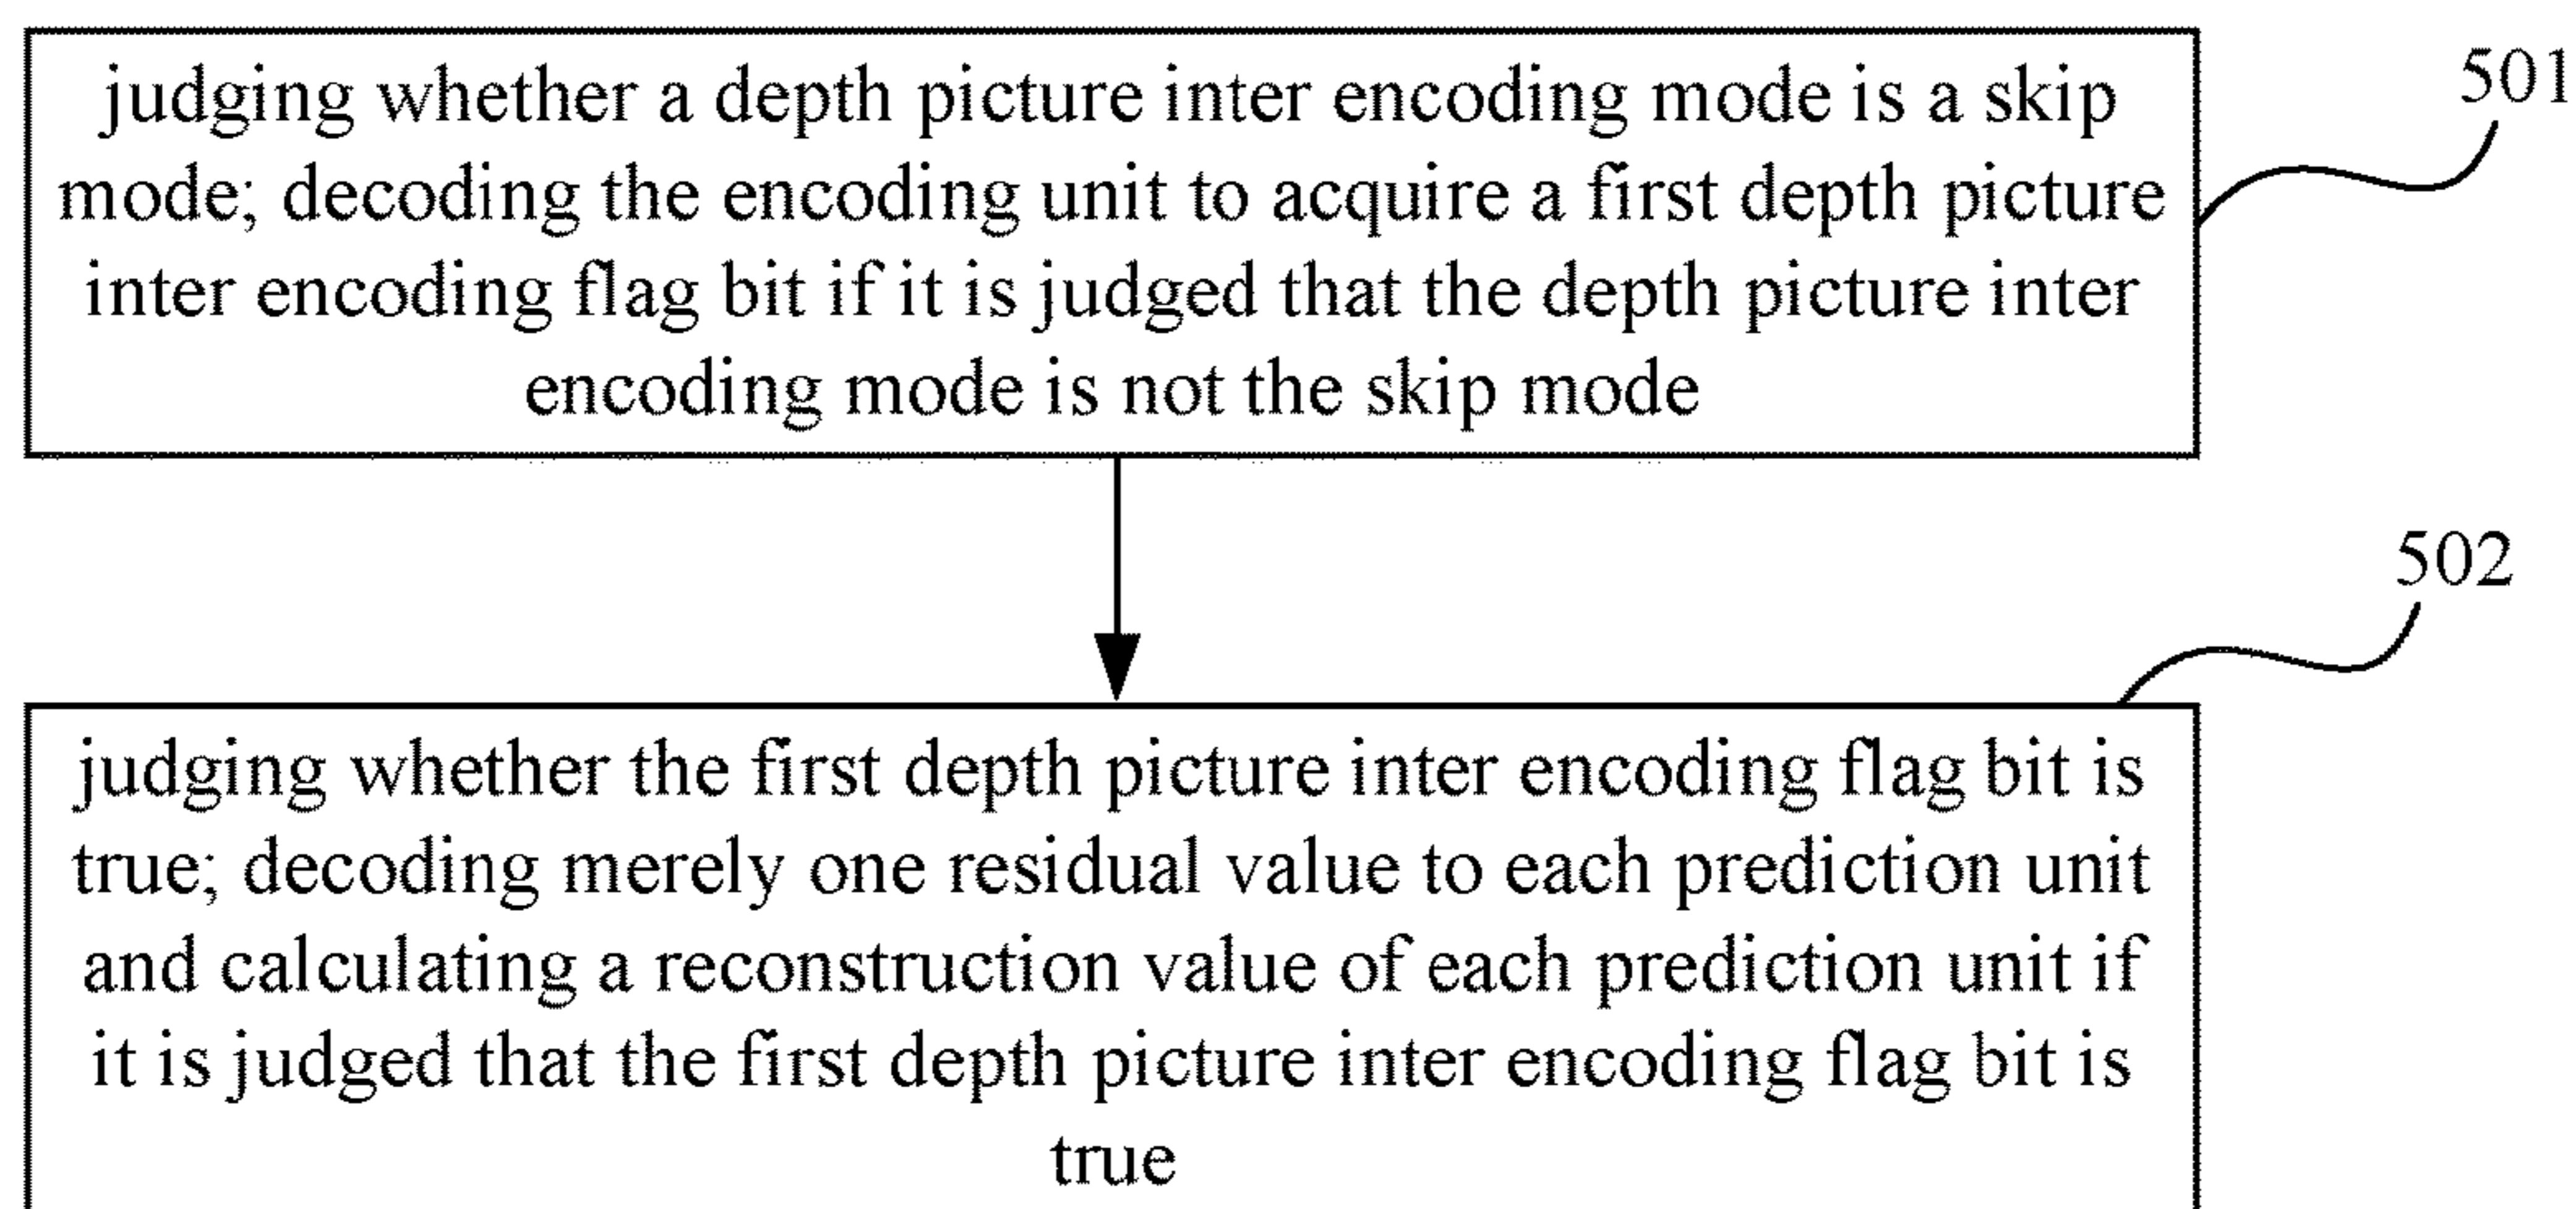 judging whether a depth picture inter encoding mode is a skip
mode; decoding the encoding unit to acquire a first depth picture
inter encoding flag bit if it is judged that the depth picture inter
encoding mode is not the skip mode
501
502
judging whether the first depth picture inter encoding flag bit is
true; decoding merely one residual value to each prediction unit
and calculating a reconstruction value of each prediction unit if
it is judged that the first depth picture inter encoding flag bit is
true